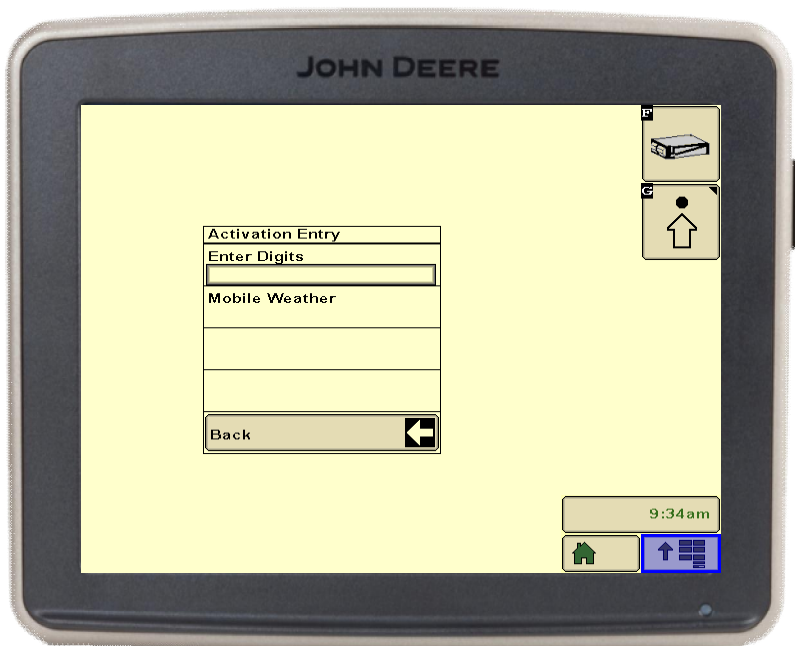 JOHN DEERE
F
G
Activation Entry
Enter Digits
Mobile Weather
Back
9:34am